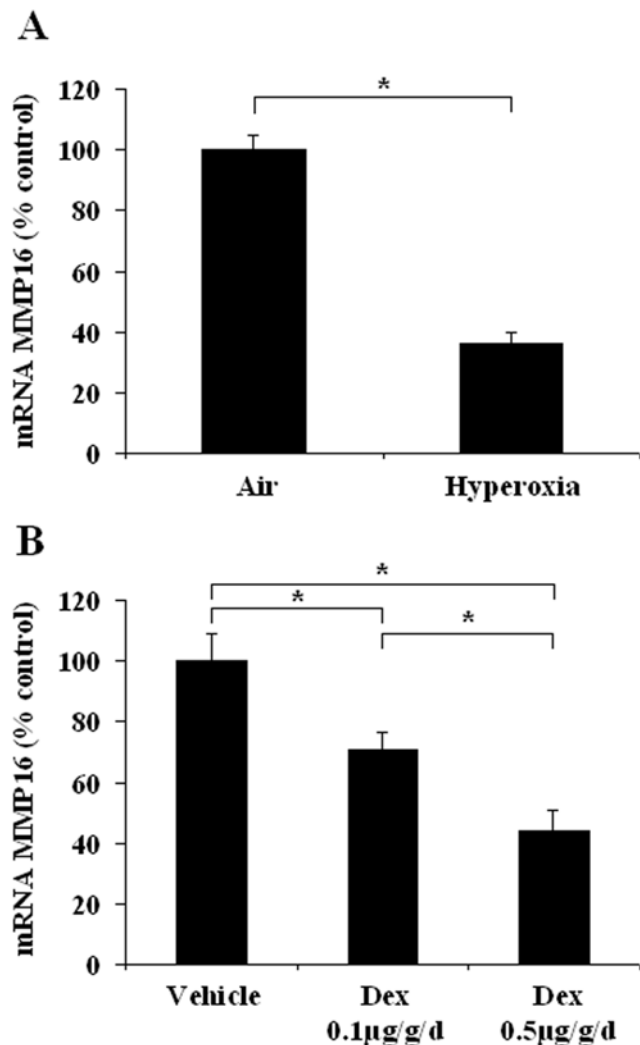 A
mRNA MMP16 (% control)
120
100
80
60
40
20
0
*
Air Hyperoxia
B
mRNA MMP16 (% control)
120
100
80
60
40
20
0
*
* *
Vehicle Dex Dex
0.1µg/g/d 0.5µg/g/d